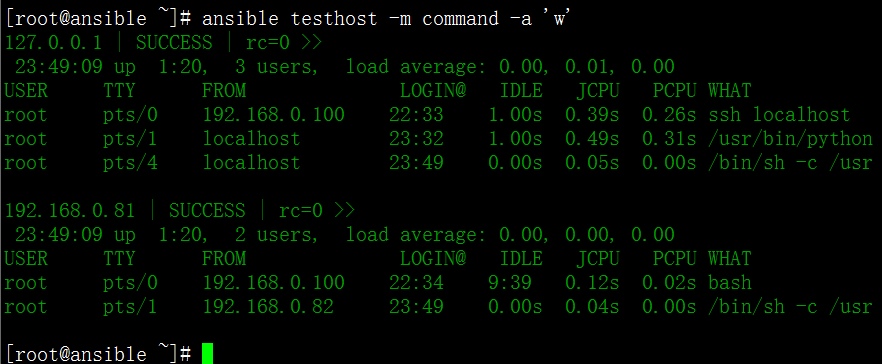 [root@ansible ~]# ansible testhost -m command -a 'w'
127.0.0.1 | SUCCESS | rc=0 >>
 23:49:09 up  1:20,  3 users,  load average: 0.00, 0.01, 0.00
USER     TTY      FROM             LOGIN@   IDLE   JCPU   PCPU WHAT
root     pts/0    192.168.0.100    22:33    1.00s  0.39s  0.26s ssh localhost
root     pts/1    localhost        23:32    1.00s  0.49s  0.31s /usr/bin/python
root     pts/4    localhost        23:49    0.00s  0.05s  0.00s /bin/sh -c /usr
192.168.0.81 | SUCCESS | rc=0 >>
 23:49:09 up  1:20,  2 users,  load average: 0.00, 0.00, 0.00
USER     TTY      FROM             LOGIN@   IDLE   JCPU   PCPU WHAT
root     pts/0    192.168.0.100    22:34    9:39   0.12s  0.02s bash
root     pts/1    192.168.0.82     23:49    0.00s  0.04s  0.00s /bin/sh -c /usr
[root@ansible ~]#